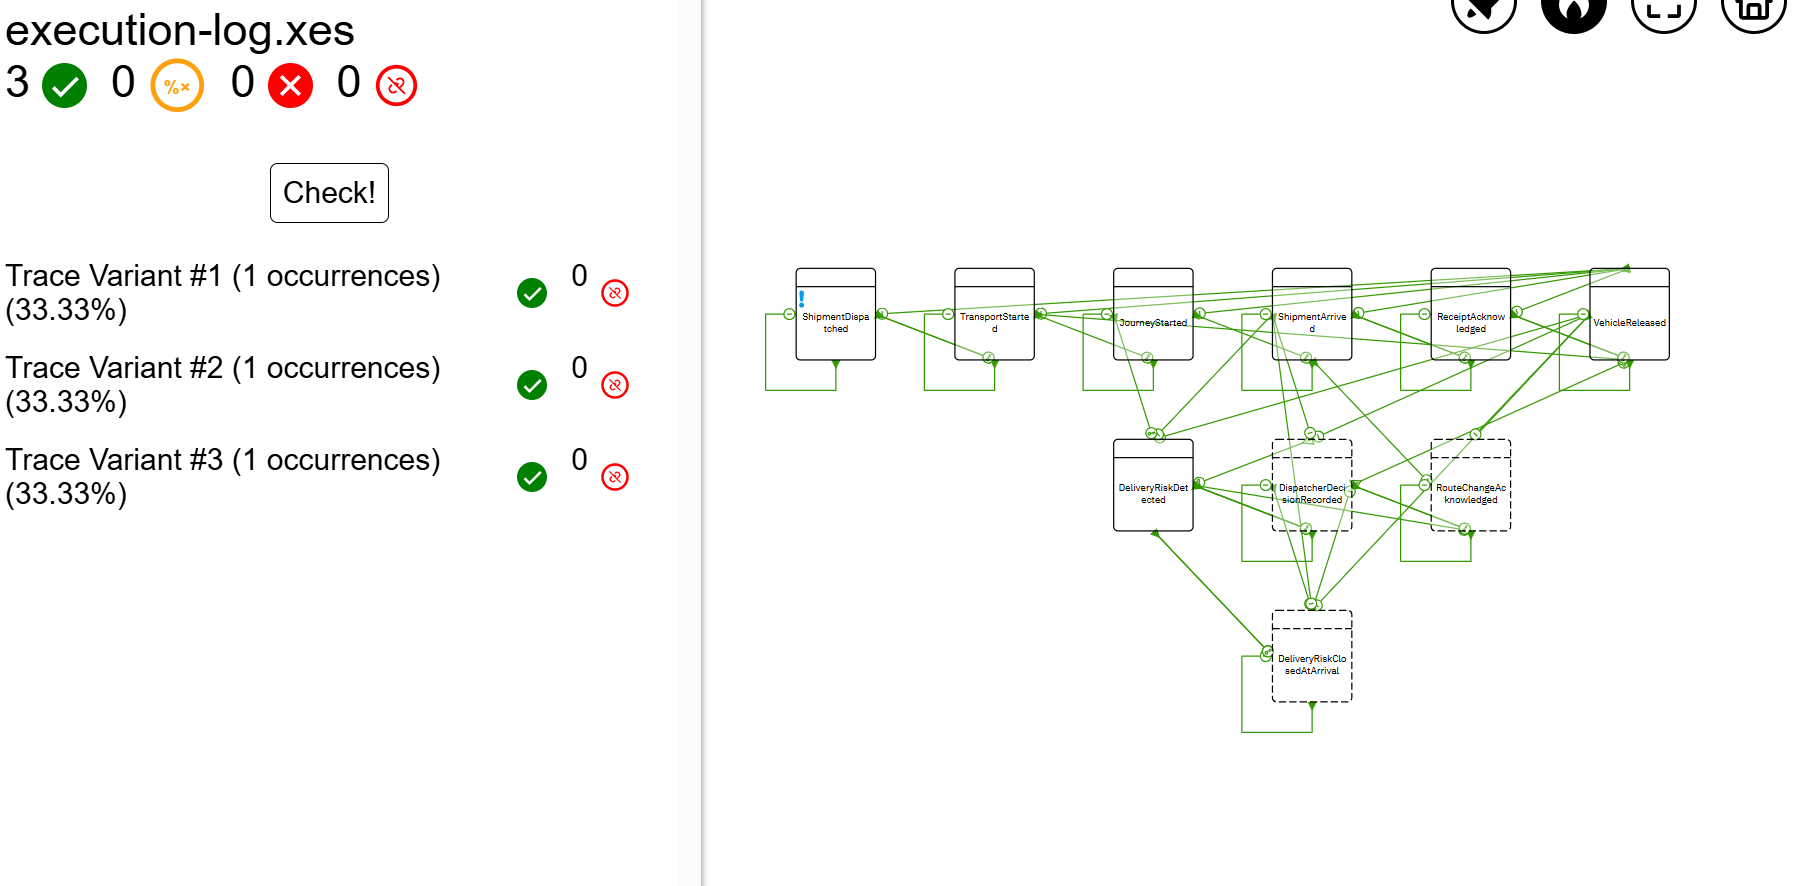 execution-log.xes
3 0 %× 0 0
Check!
Trace Variant #1 (1 occurrences) 0
(33.33%)
Trace Variant #2 (1 occurrences) 0
(33.33%)
Trace Variant #3 (1 occurrences) 0
(33.33%)
ShipmentDispa
tched
TransportStarte
d
JourneyStarted
ShipmentArrive
d
ReceiptAcknow
ledged
VehicleReleased
DeliveryRiskDet
ected
DispatcherDeci
sionRecorded
RouteChangeAc
knowledged
DeliveryRiskClo
sedAtArrival